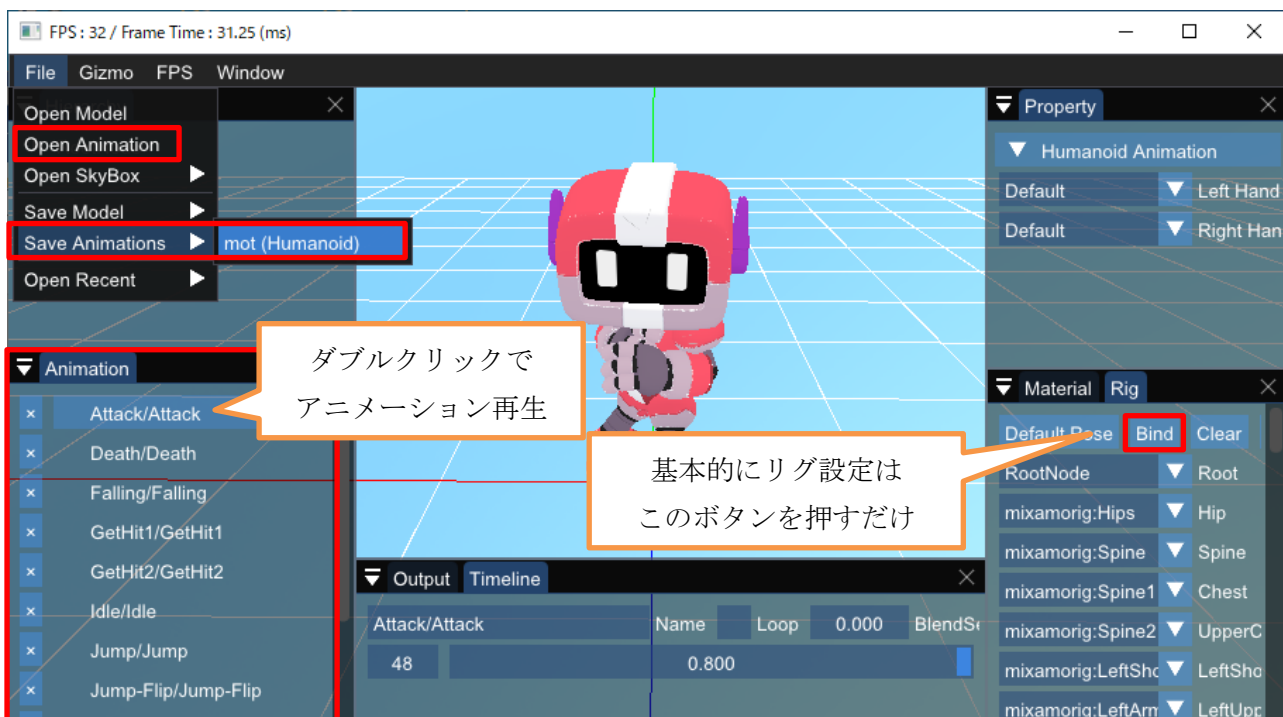 FPS : 32 / Frame Time : 31.25 (ms)
File Gizmo FPS Window
Open Model
Open Animation
Open SkyBox
Save Model
Save Animations
mot (Humanoid)
Open Recent
Property
Humanoid Animation
Default Left Hand
Default Right Han
Animation
× Attack/Attack
× Death/Death
× Falling/Falling
× GetHit1/GetHit1
× GetHit2/GetHit2
× Idle/Idle
× Jump/Jump
× Jump-Flip/Jump-Flip
ダブルクリックで
アニメーション再生
基本的にリグ設定は
このボタンを押すだけ
Output Timeline
Attack/Attack Name Loop 0.000 BlendSe
48 0.800
Material Rig
Default Pose Bind Clear
RootNode Root
mixamorig:Hips Hip
mixamorig:Spine Spine
mixamorig:Spine1 Chest
mixamorig:Spine2 UpperC
mixamorig:LeftSho LeftSho
mixamorig:LeftArm LeftUpp